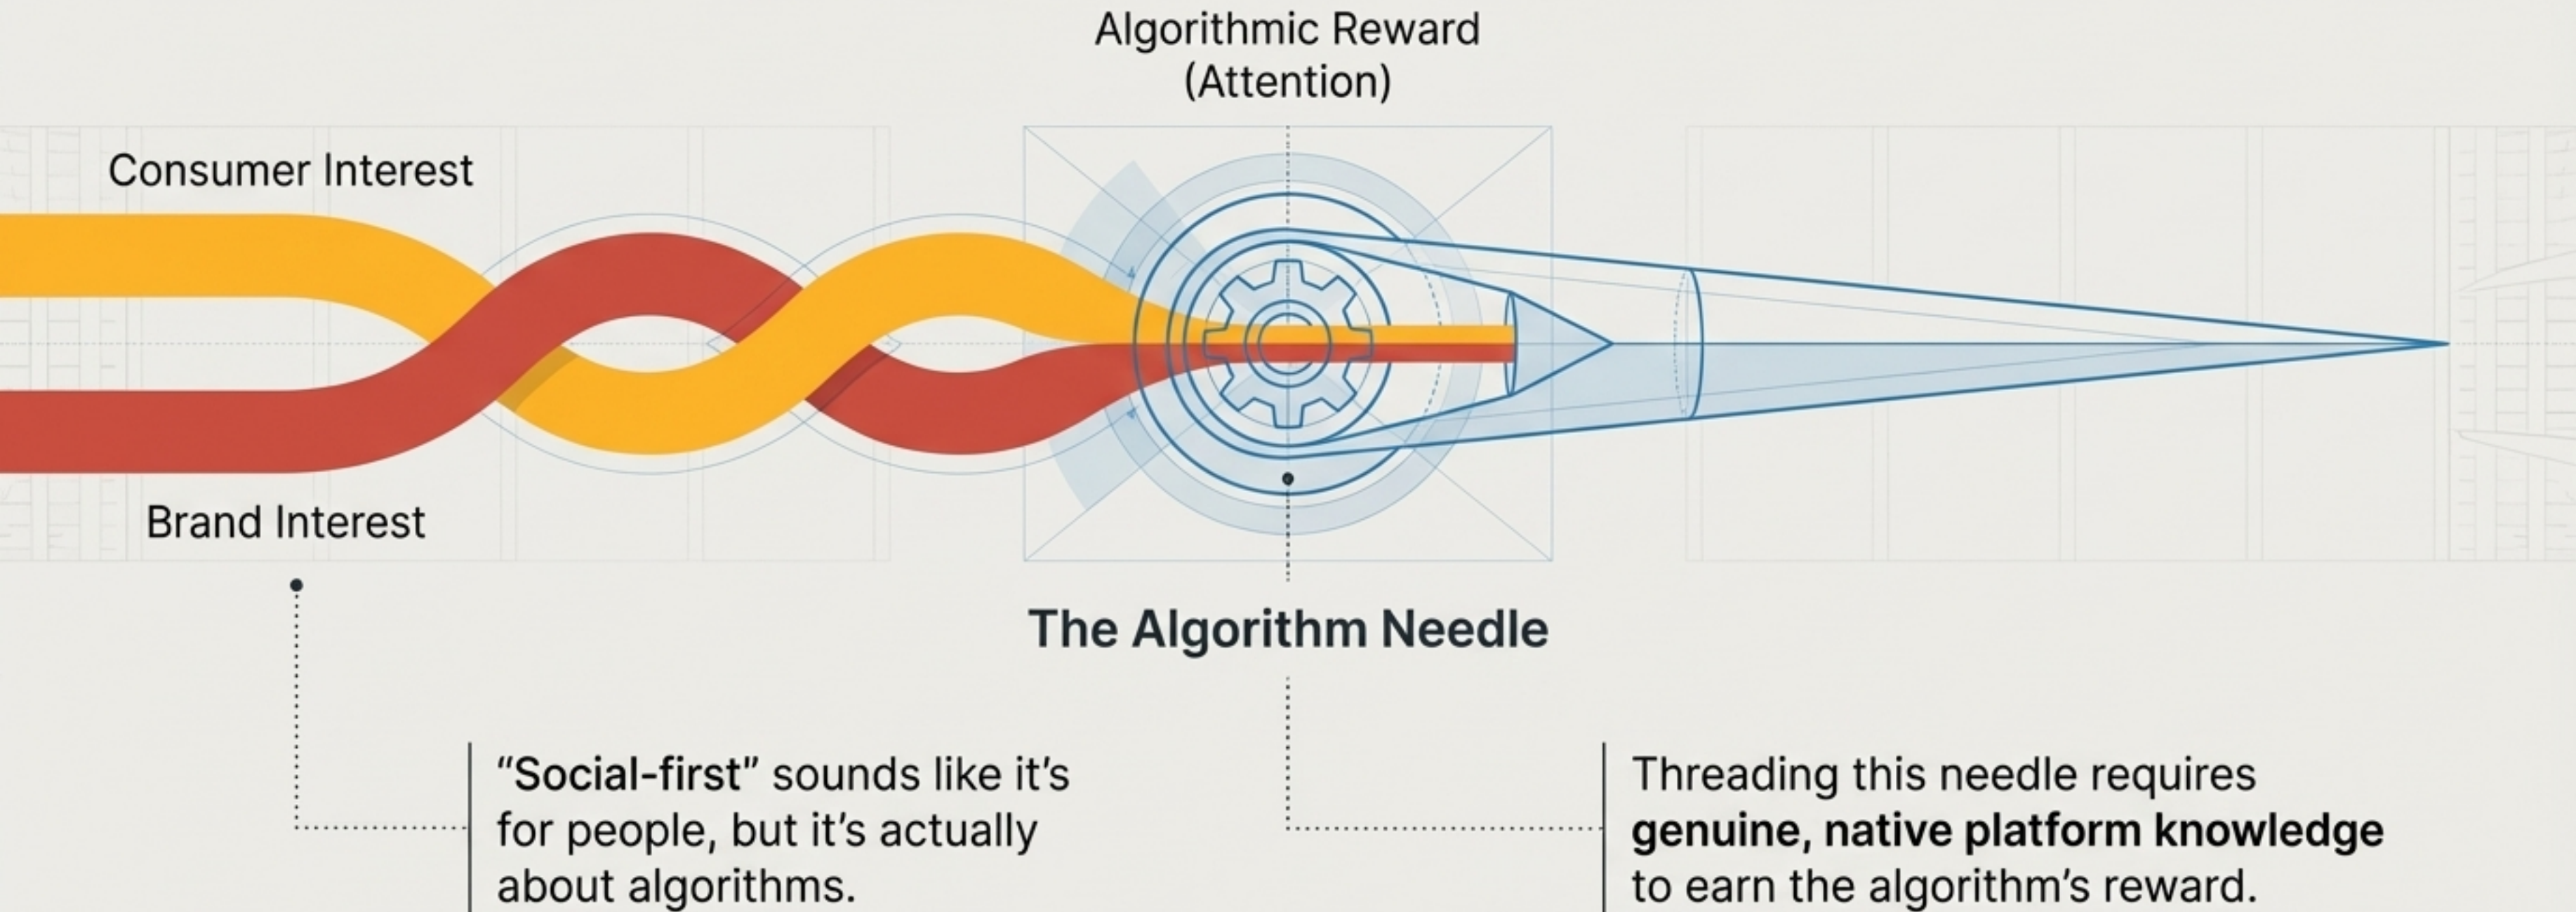 Algorithmic Reward
(Attention)
Consumer Interest
Brand Interest
The Algorithm Needle
“Social-first” sounds like it’s
for people, but it’s actually
about algorithms.
Threading this needle requires
genuine, native platform knowledge
to earn the algorithm’s reward.